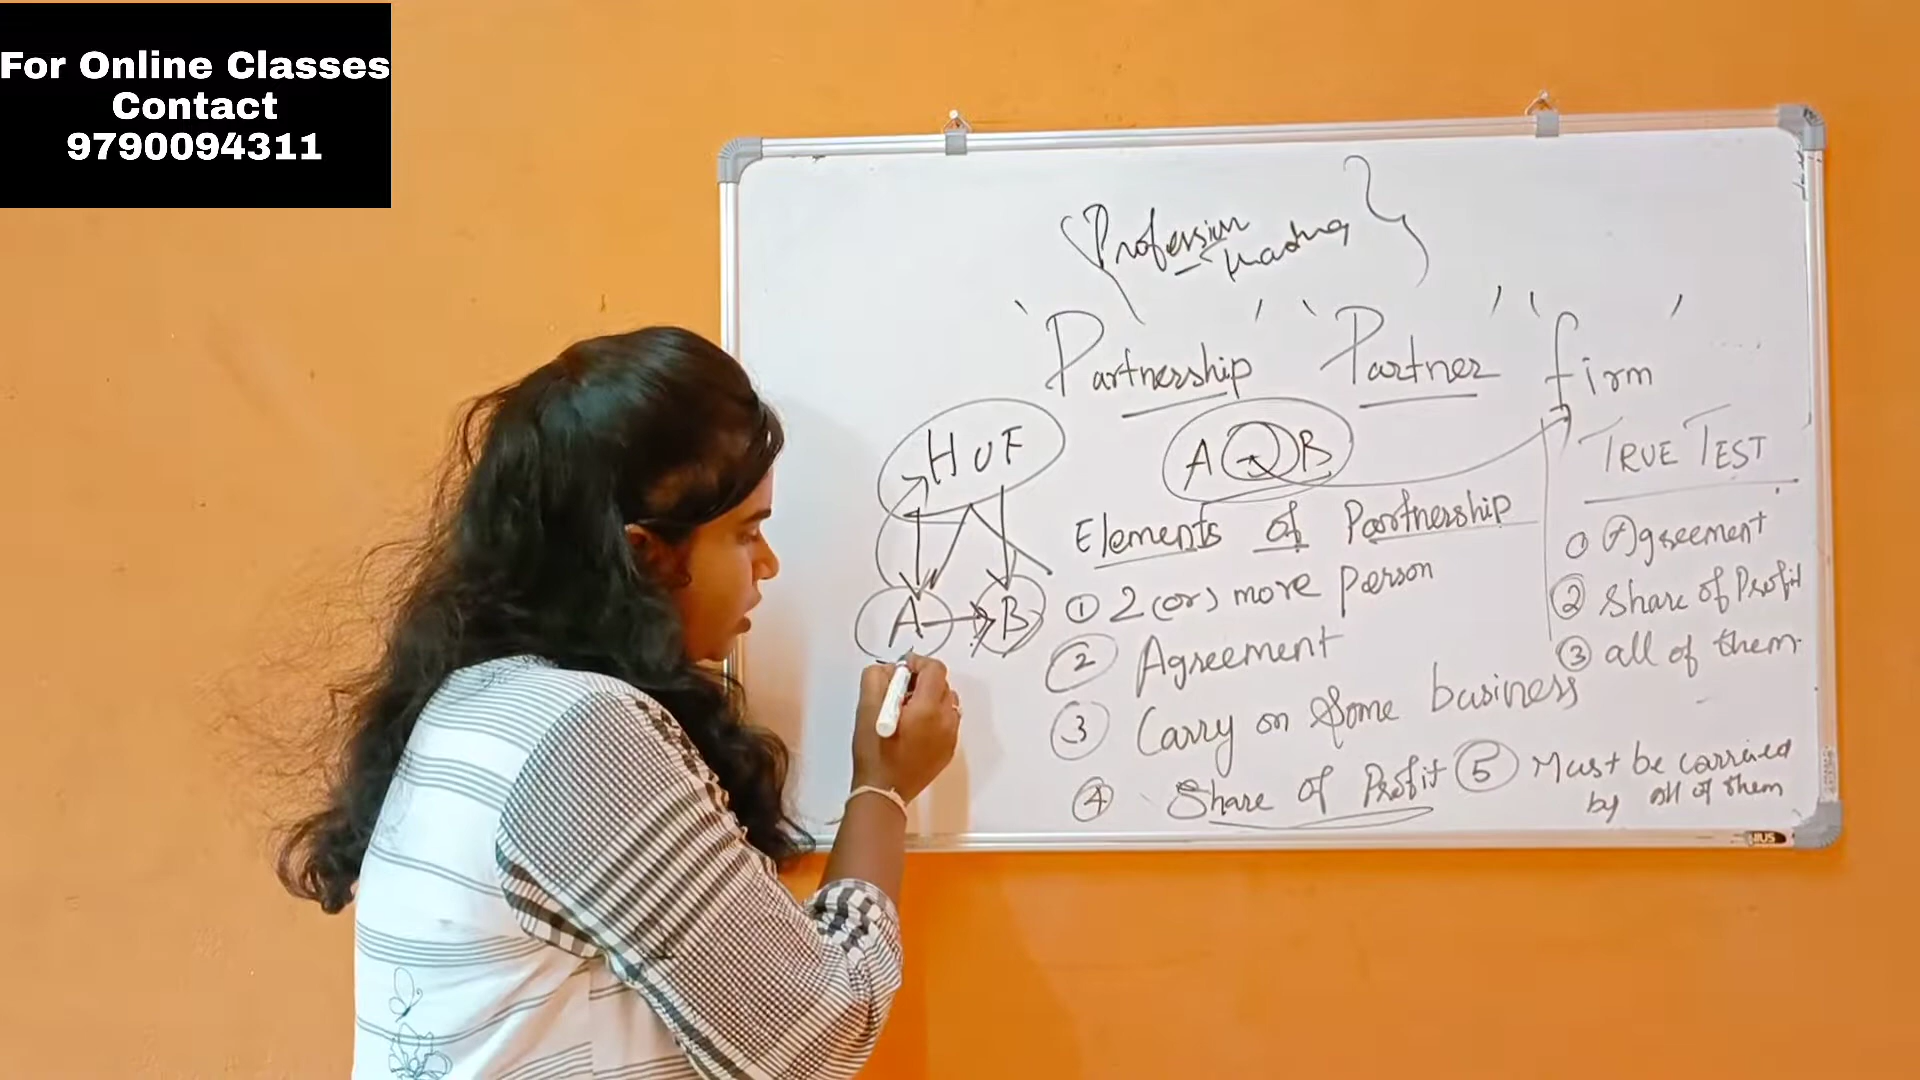 For Online Classes
Contact
9790094311
Profession
trading
'Partnership' 'Partner' 'firm'
HUF
A B
TRUE TEST
Elements of Partnership
① Agreement
① 2 (or) more person
② Share of Profit
A B
② Agreement
③ all of them.
③ Carry on Some business
④ Share of Profit
⑤ Must be carried
by all of them